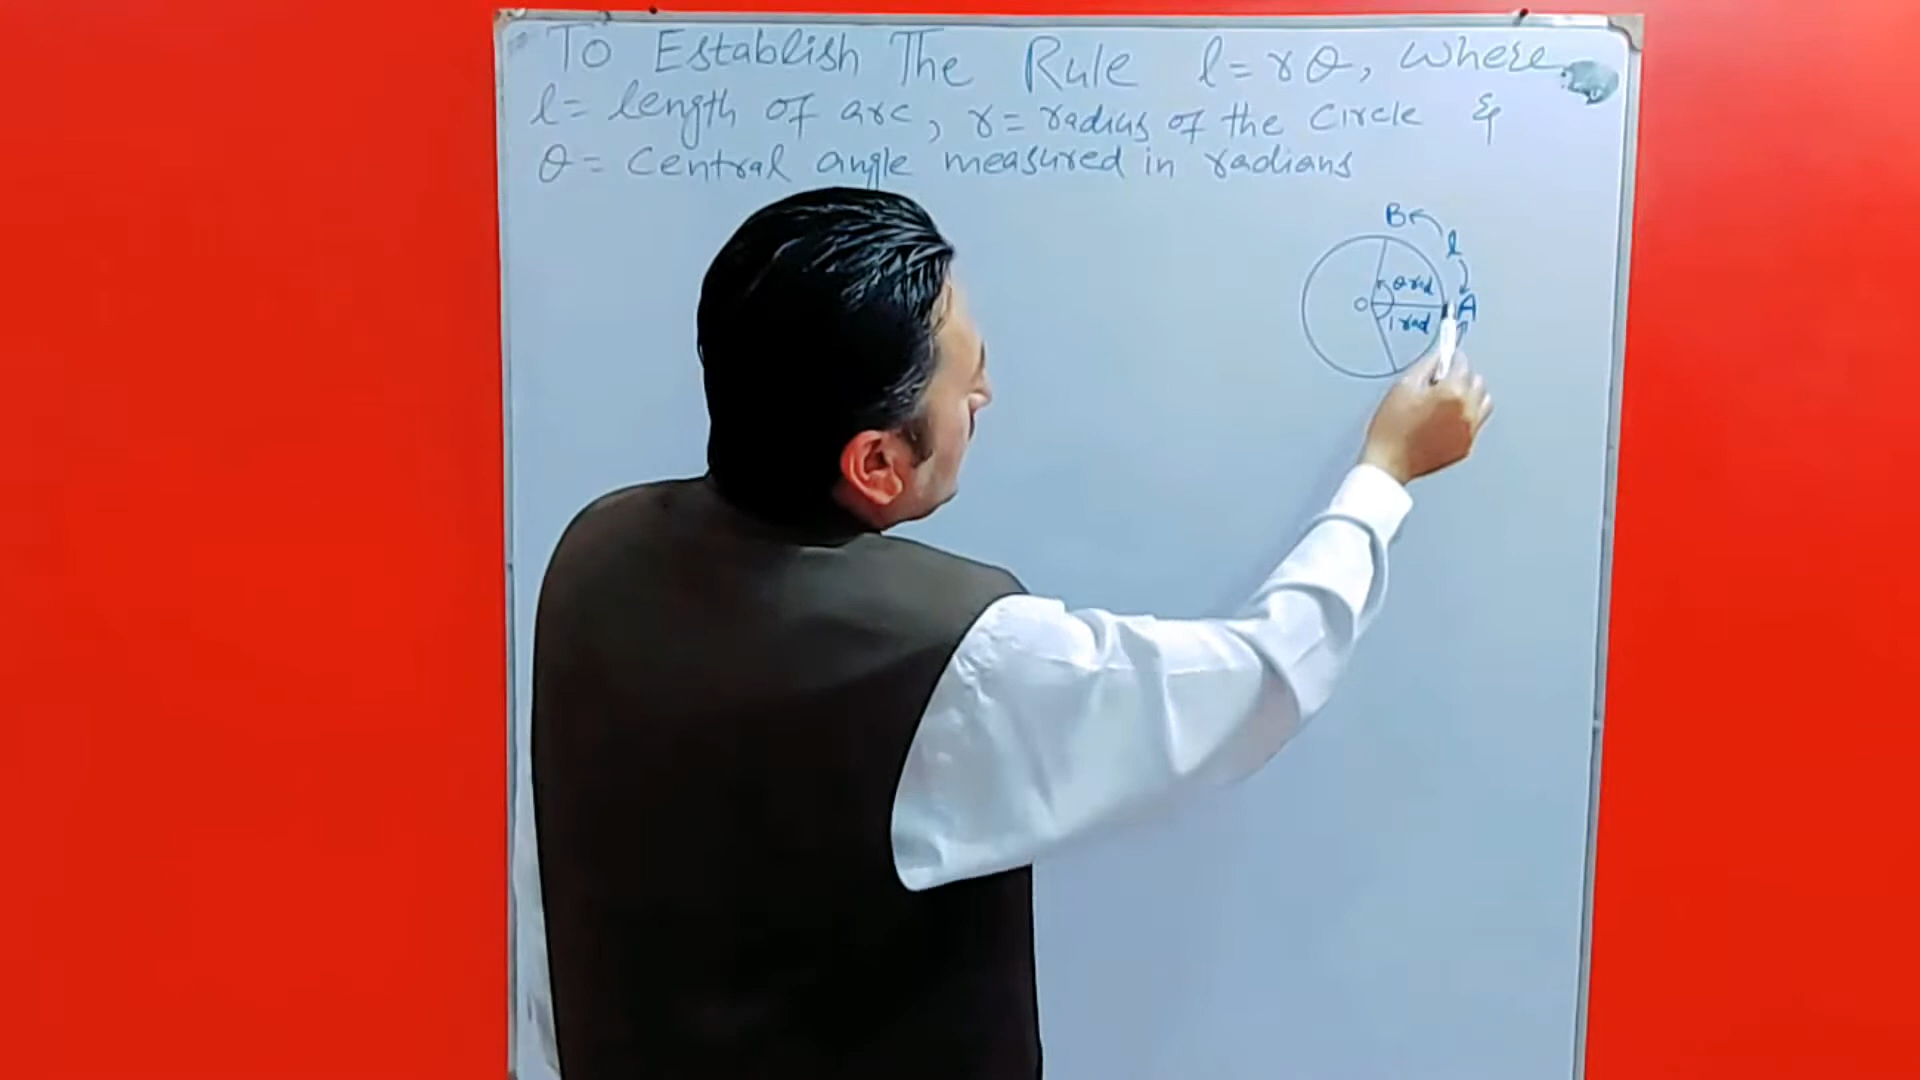 To Establish The Rule l = rθ, where
l = length of arc, r = radius of the circle &
θ = Central angle measured in radians
B
l
θ rad
O A
1 rad